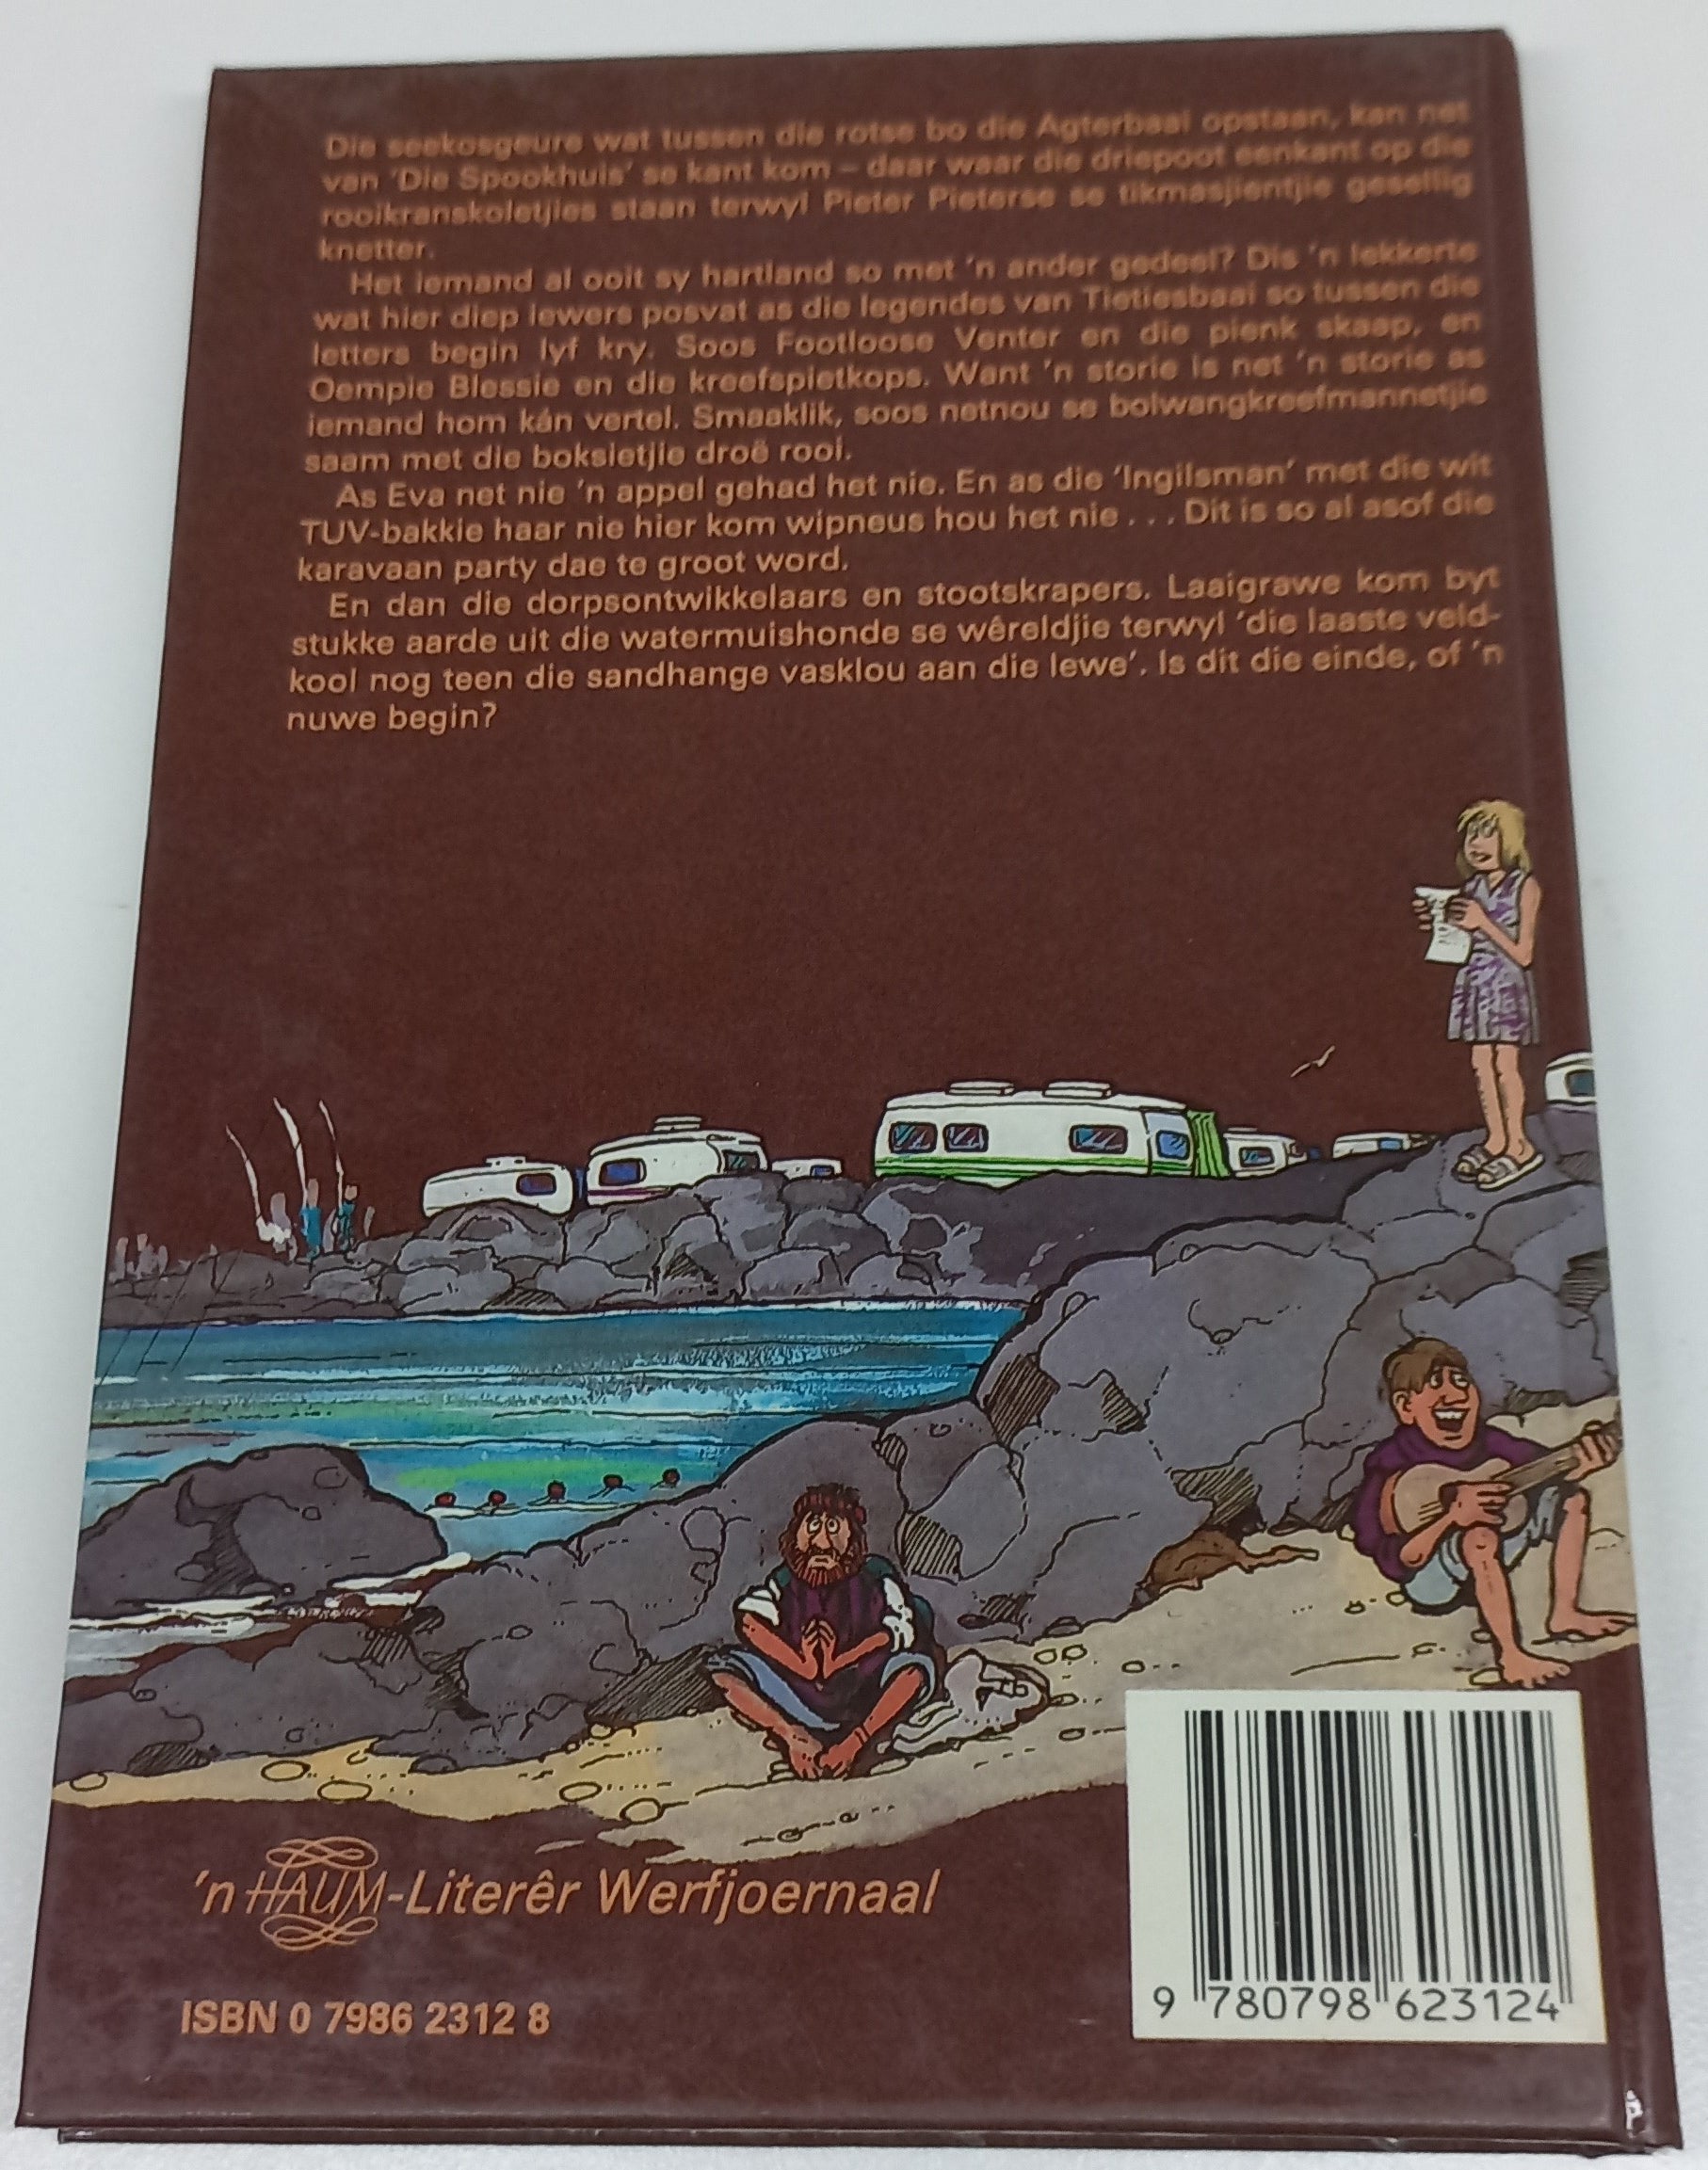 Die seekosgeure wat tussen die rotse bo die Agterbaai opstaan, kan net
van 'Die Spookhuis' se kant kom – daar waar die driepoot eenkant op die
rooikranskoletjies staan terwyl Pieter Pieterse se tikmasjientjie gesellig
knetter.
Het iemand al ooit sy hartland so met 'n ander gedeel? Dis 'n lekkerte
wat hier diep iewers posvat as die legendes van Tietiesbaai so tussen die
letters begin lyf kry. Soos Footloose Venter en die pienk skaap, en
Oempie Blessie en die kreefspietkops. Want 'n storie is net 'n storie as
iemand hom kán vertel. Smaaklik, soos netnou se bolwangkreefmannetjie
saam met die boksietjie droë rooi.
As Eva net nie 'n appel gehad het nie. En as die 'Ingilsman' met die wit
TUV-bakkie haar nie hier kom wipneus hou het nie . . . Dit is so al asof die
karavaan party dae te groot word.
En dan die dorpsontwikkelaars en stootskrapers. Laaigrawe kom byt
stukke aarde uit die watermuishonde se wêreldjie terwyl 'die laaste veld-
kool nog teen die sandhange vasklou aan die lewe'. Is dit die einde, of 'n
nuwe begin?
'n HAUM-Literêr Werfjoernaal
ISBN 0 7986 2312 8
9 780798 623124